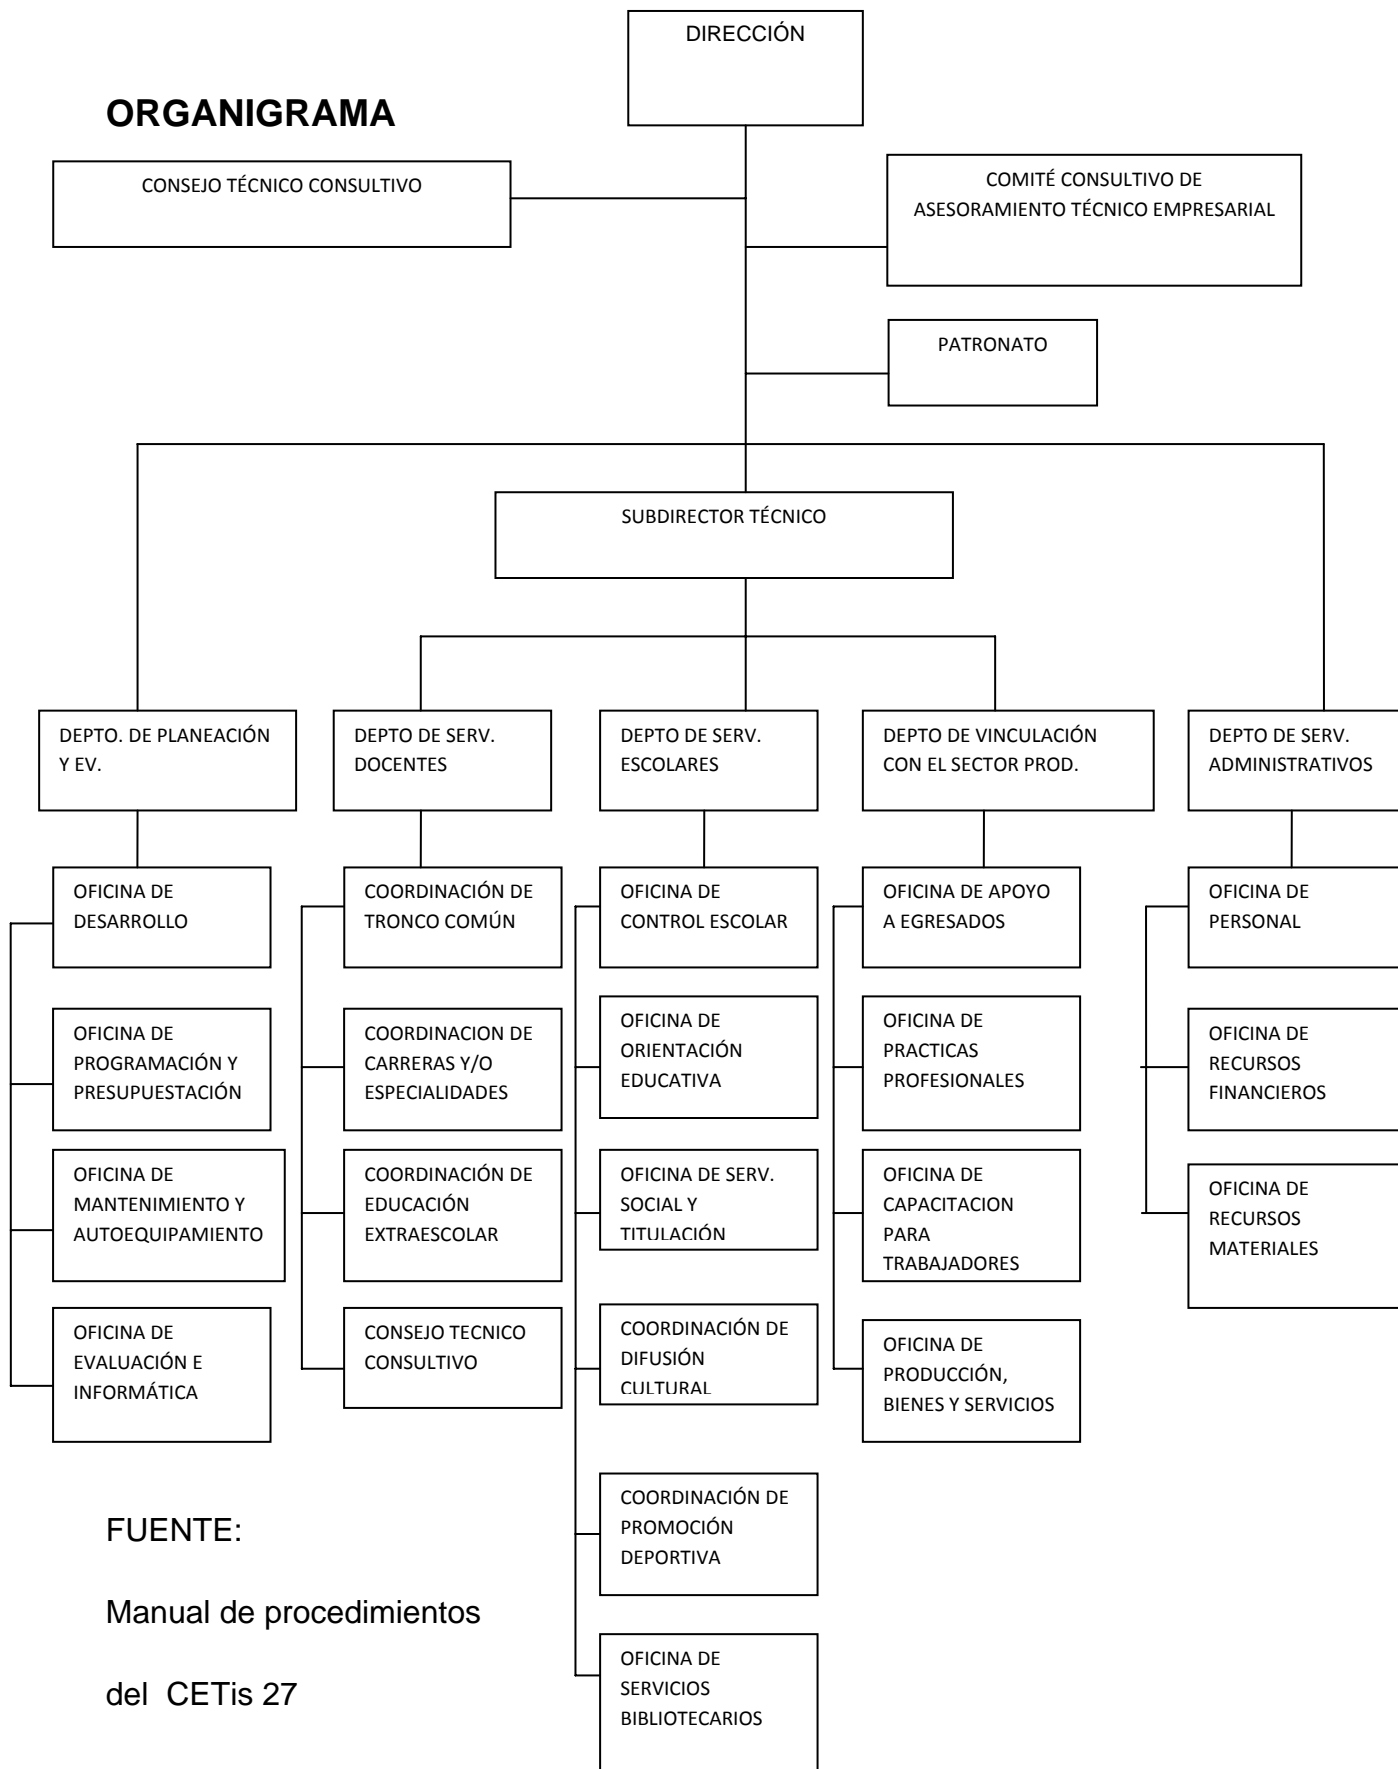 DIRECCIÓN
ORGANIGRAMA
CONSEJO TÉCNICO CONSULTIVO
COMITÉ CONSULTIVO DE
ASESORAMIENTO TÉCNICO EMPRESARIAL
PATRONATO
SUBDIRECTOR TÉCNICO
DEPTO. DE PLANEACIÓN
Y EV.
DEPTO DE SERV.
DOCENTES
DEPTO DE SERV.
ESCOLARES
DEPTO DE VINCULACIÓN
CON EL SECTOR PROD.
DEPTO DE SERV.
ADMINISTRATIVOS
OFICINA DE
DESARROLLO
COORDINACIÓN DE
TRONCO COMÚN
OFICINA DE
CONTROL ESCOLAR
OFICINA DE APOYO
A EGRESADOS
OFICINA DE
PERSONAL
OFICINA DE
PROGRAMACIÓN Y
PRESUPUESTACIÓN
COORDINACION DE
CARRERAS Y/O
ESPECIALIDADES
OFICINA DE
ORIENTACIÓN
EDUCATIVA
OFICINA DE
PRACTICAS
PROFESIONALES
OFICINA DE
RECURSOS
FINANCIEROS
OFICINA DE
MANTENIMIENTO Y
AUTOEQUIPAMIENTO
COORDINACIÓN DE
EDUCACIÓN
EXTRAESCOLAR
OFICINA DE SERV.
SOCIAL Y
TITULACIÓN
OFICINA DE
CAPACITACION
PARA
TRABAJADORES
OFICINA DE
RECURSOS
MATERIALES
OFICINA DE
EVALUACIÓN E
INFORMÁTICA
CONSEJO TECNICO
CONSULTIVO
COORDINACIÓN DE
DIFUSIÓN
CULTURAL
OFICINA DE
PRODUCCIÓN,
BIENES Y SERVICIOS
COORDINACIÓN DE
PROMOCIÓN
DEPORTIVA
OFICINA DE
SERVICIOS
BIBLIOTECARIOS
FUENTE:
Manual de procedimientos
del CETis 27